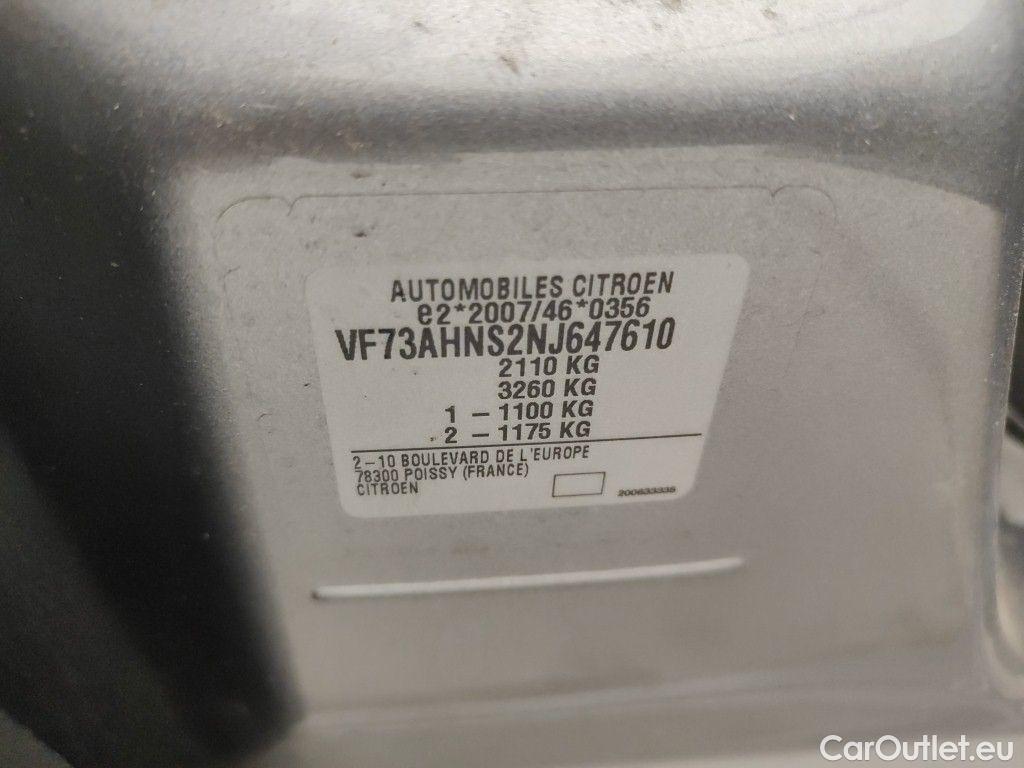 AUTOMOBILES CITROEN
e2*2007/46*0356
VF73AHNS2NJ647610
2110 KG
3260 KG
1 - 1100 KG
2 - 1175 KG
2-10 BOULEVARD DE L'EUROPE
78300 POISSY (FRANCE)
CITROEN
200633335
CarOutlet.eu